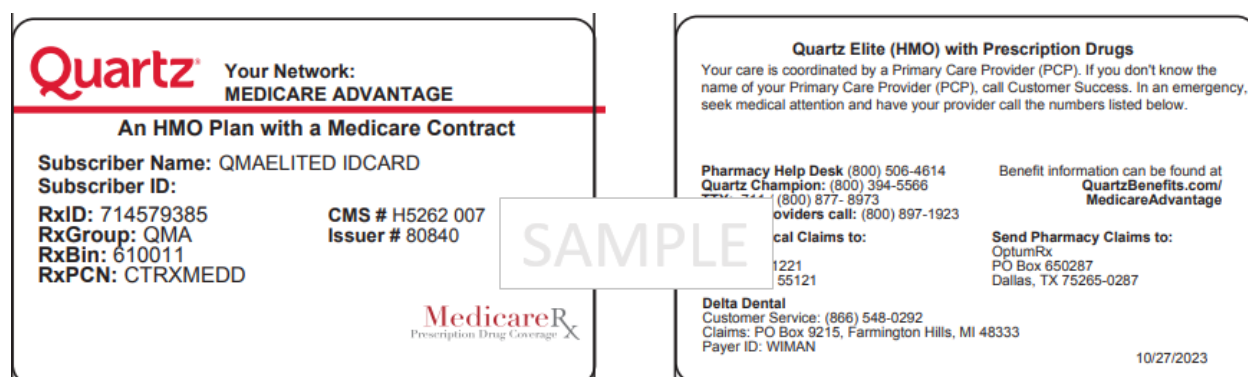 Quartz
Your Network:
MEDICARE ADVANTAGE
An HMO Plan with a Medicare Contract
Subscriber Name: QMAELITED IDCARD
Subscriber ID:
RxID: 714579385
RxGroup: QMA
RxBin: 610011
RxPCN: CTRXMEDD
CMS # H5262 007
Issuer # 80840
MedicareRx
Prescription Drug Coverage
SAMPLE
Quartz Elite (HMO) with Prescription Drugs
Your care is coordinated by a Primary Care Provider (PCP). If you don't know the
name of your Primary Care Provider (PCP), call Customer Success. In an emergency,
seek medical attention and have your provider call the numbers listed below.
Pharmacy Help Desk (800) 506-4614
Quartz Champion: (800) 394-5566
(800) 877- 8973
call: (800) 897-1923
Claims to:
1221
55121
Benefit information can be found at
QuartzBenefits.com/
MedicareAdvantage
Send Pharmacy Claims to:
OptumRx
PO Box 650287
Dallas, TX 75265-0287
Delta Dental
Customer Service: (866) 548-0292
Claims: PO Box 9215, Farmington Hills, MI 48333
Payer ID: WIMAN
10/27/2023